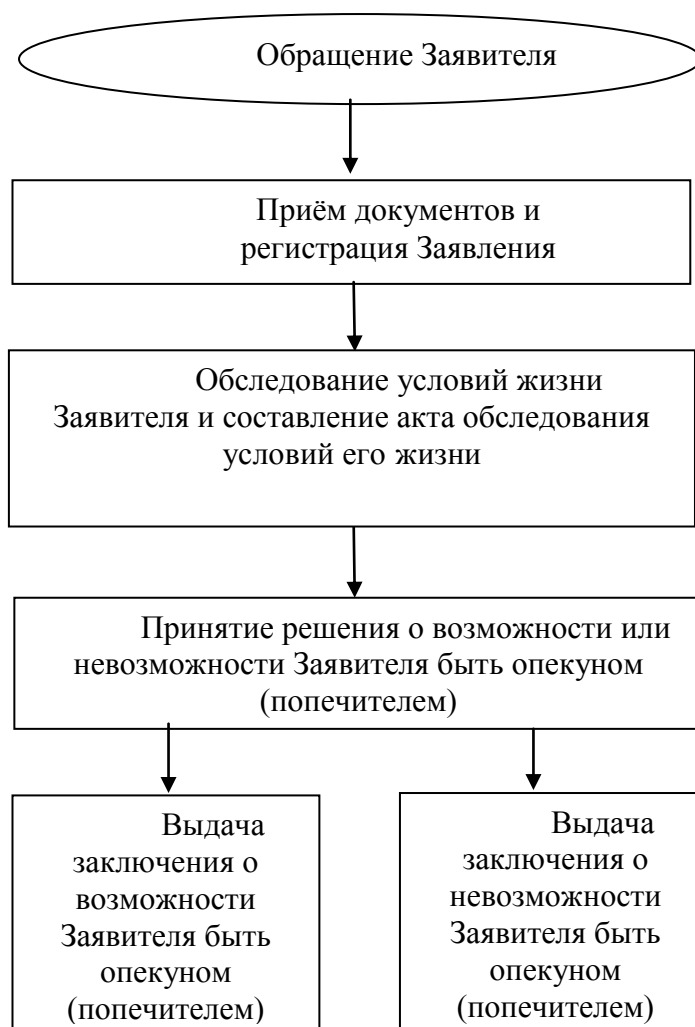 Обращение Заявителя
Приём документов и
регистрация Заявления
Обследование условий жизни
Заявителя и составление акта обследования
условий его жизни
Принятие решения о возможности или
невозможности Заявителя быть опекуном
(попечителем)
Выдача
заключения о
возможности
Заявителя быть
опекуном
(попечителем)
Выдача
заключения о
невозможности
Заявителя быть
опекуном
(попечителем)